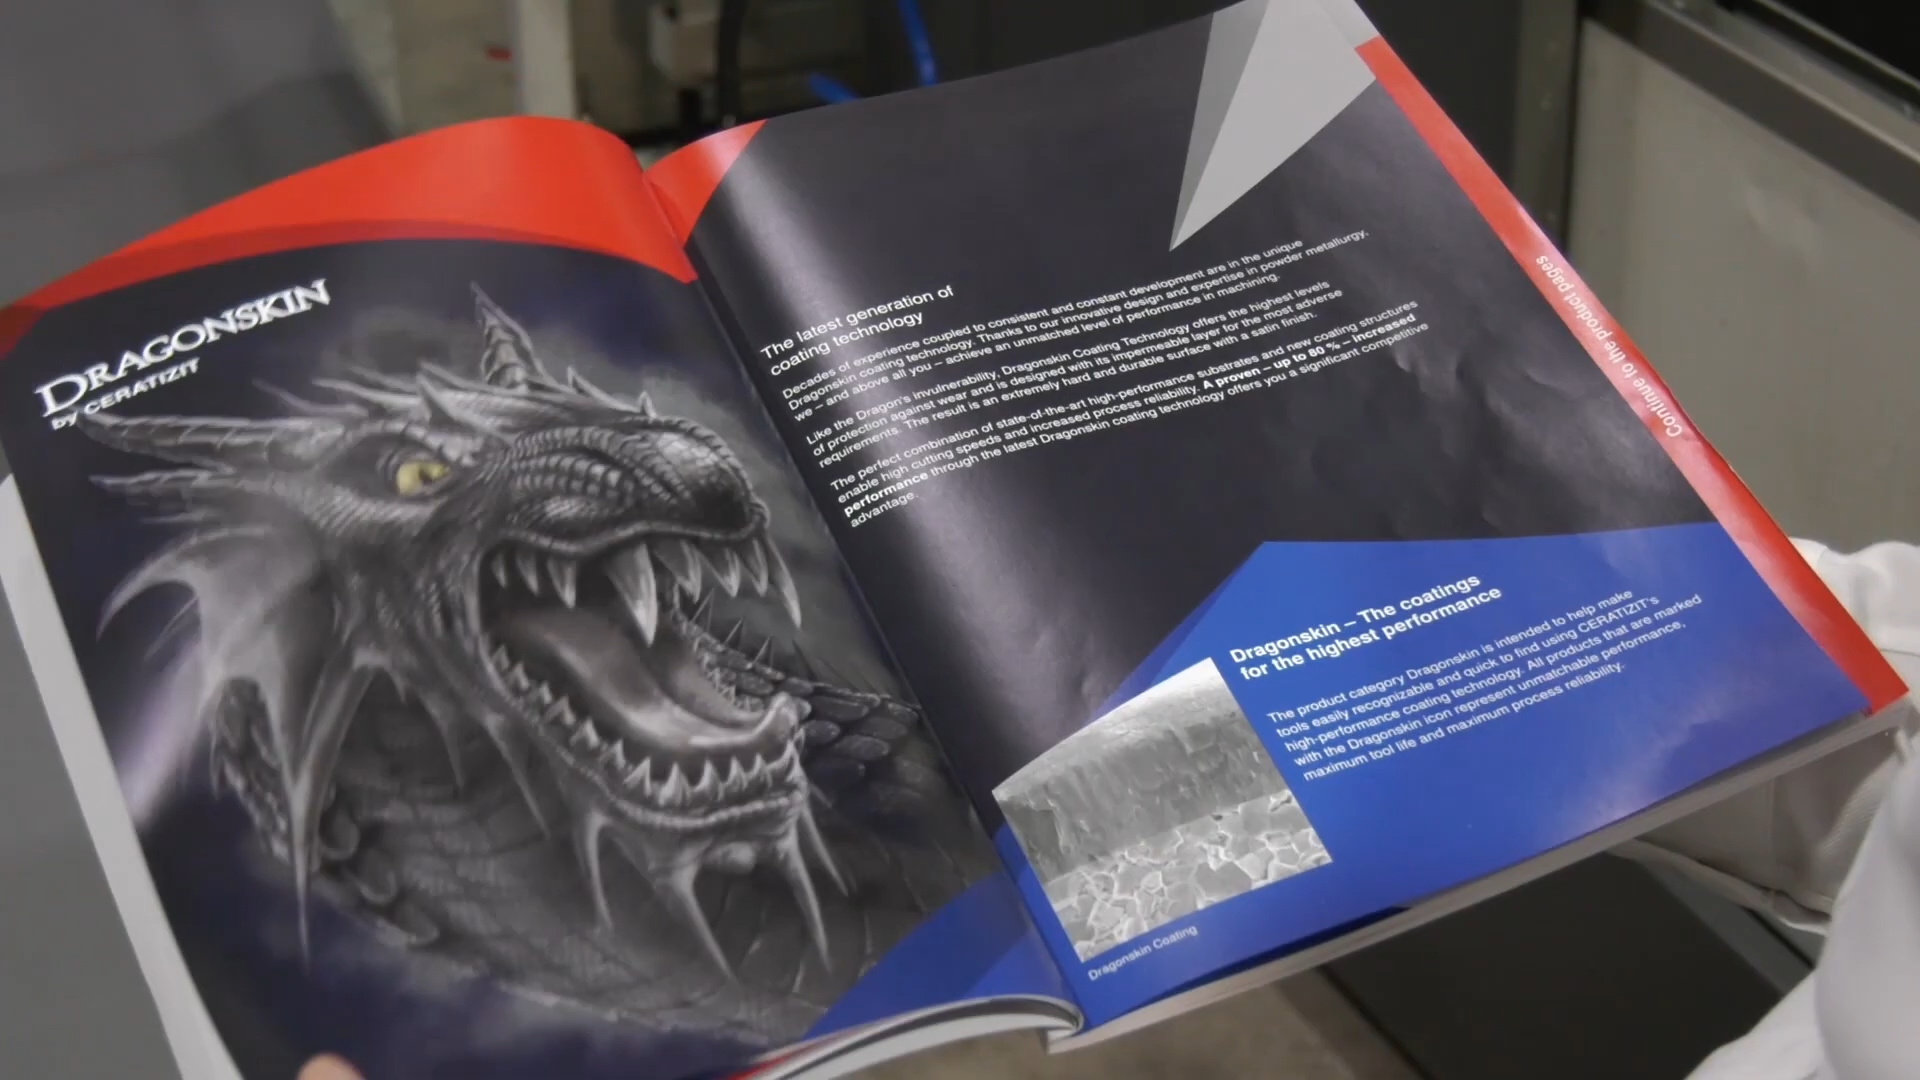 DRAGONSKIN
by CERATIZIT
The latest generation of
coating technology
Decades of experience coupled to consistent and constant development are in the unique
Dragonskin coating technology. Thanks to our innovative design and expertise in powder metallurgy.
we – and above all you – achieve an unmatched level of performance in machining.
Like the Dragon's invulnerability, Dragonskin Coating Technology offers the highest levels
of protection against wear and is designed with its impermeable layer for the most adverse
requirements. The result is an extremely hard and durable surface with a satin finish.
The perfect combination of state-of-the-art high-performance substrates and new coating structures
enable high cutting speeds and increased process reliability. A proven – up to 80 % – increased
performance through the latest Dragonskin coating technology offers you a significant competitive
advantage.
Continue to the product pages
Dragonskin – The coatings
for the highest performance
The product category Dragonskin is intended to help make
tools easily recognizable and quick to find using CERATIZIT's
high-performance coating technology. All products that are marked
with the Dragonskin icon represent unmatchable performance,
maximum tool life and maximum process reliability.
Dragonskin Coating